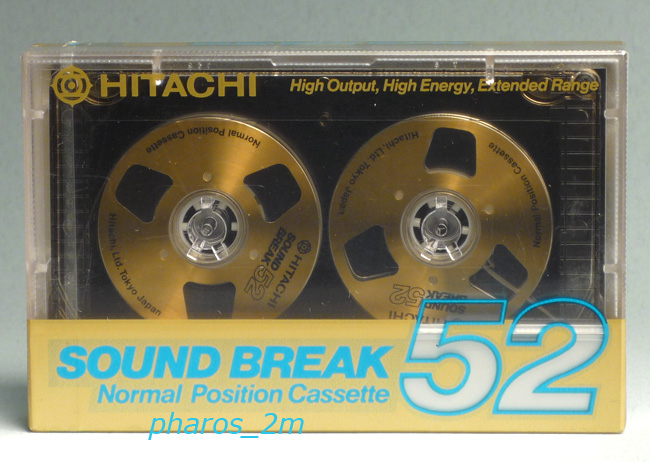 HITACHI
High Output, High Energy, Extended Range
Normal Position Cassette
Hitachi, Ltd. Tokyo Japan
HITACHI
SOUND
BREAK 52
Hitachi, Ltd. Tokyo Japan
Normal Position Cassette
HITACHI
SOUND
BREAK 52
SOUND BREAK 52
Normal Position Cassette
pharos_2m